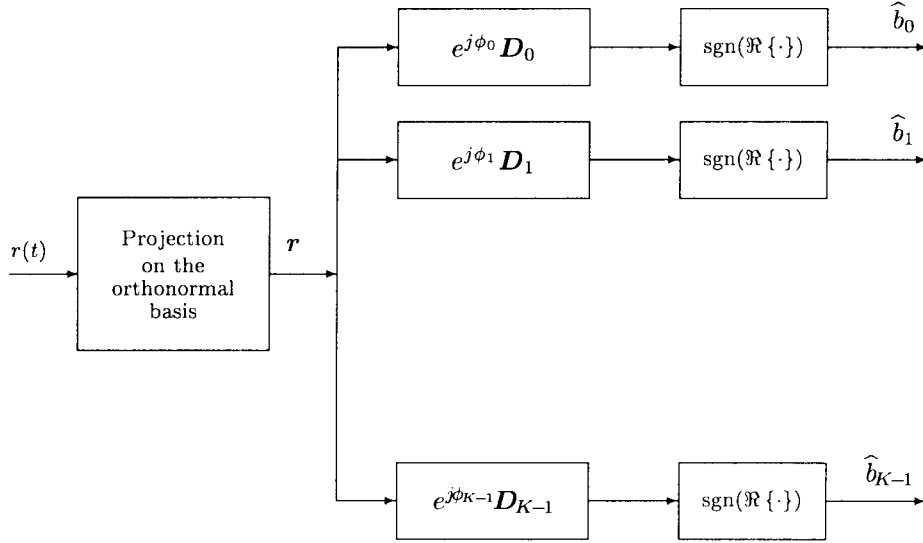 e^{jϕ_0} D_0
sgn(ℜ{·})
b̂_0
e^{jϕ_1} D_1
sgn(ℜ{·})
b̂_1
r(t)
Projection
on the
orthonormal
basis
r
e^{jϕ_{K−1}} D_{K−1}
sgn(ℜ{·})
b̂_{K−1}